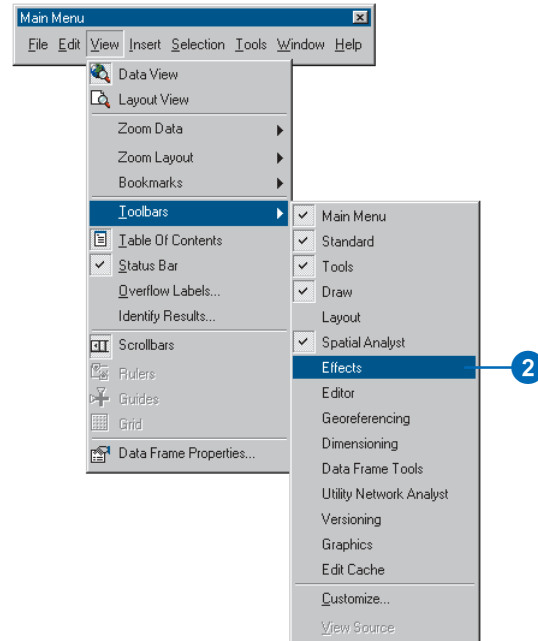 Main Menu
File Edit View Insert Selection Tools Window Help
Data View
Layout View
Zoom Data
Zoom Layout
Bookmarks
Toolbars
Table Of Contents
Status Bar
Overflow Labels...
Identify Results...
Scrollbars
Rulers
Guides
Grid
Data Frame Properties...
Main Menu
Standard
Tools
Draw
Layout
Spatial Analyst
Effects
2
Editor
Georeferencing
Dimensioning
Data Frame Tools
Utility Network Analyst
Versioning
Graphics
Edit Cache
Customize...
View Source